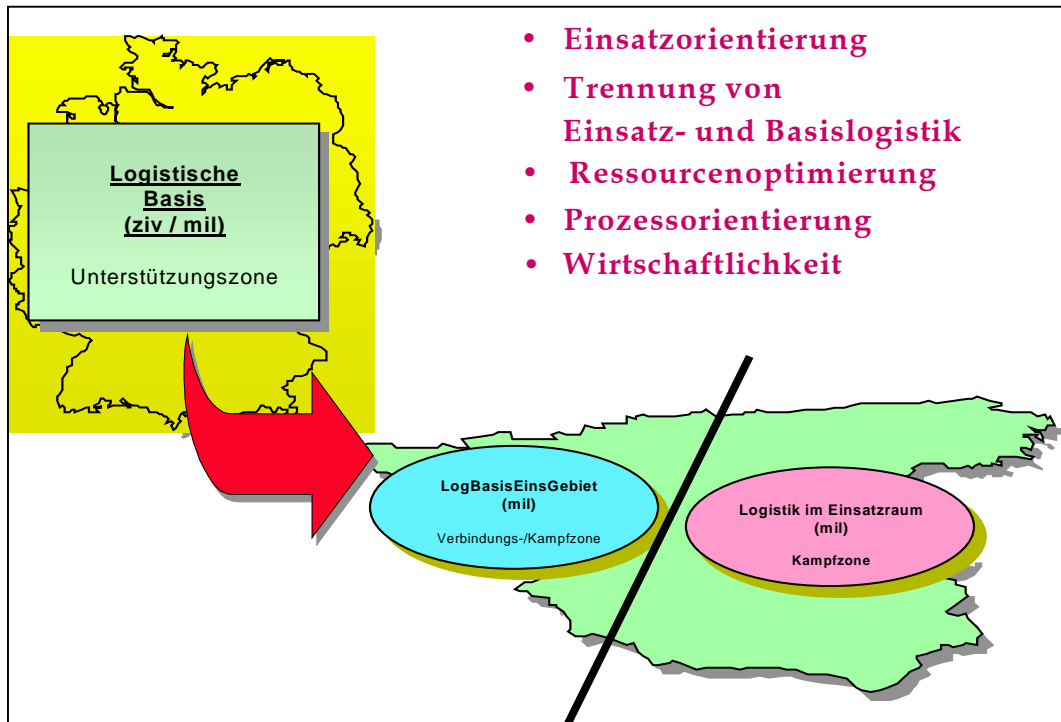 Logistische
Basis
(ziv / mil)
Unterstützungszone
• Einsatzorientierung
• Trennung von
Einsatz- und Basislogistik
• Ressourcenoptimierung
• Prozessorientierung
• Wirtschaftlichkeit
LogBasisEinsGebiet
(mil)
Verbindungs-/Kampfzone
Logistik im Einsatzraum
(mil)
Kampfzone